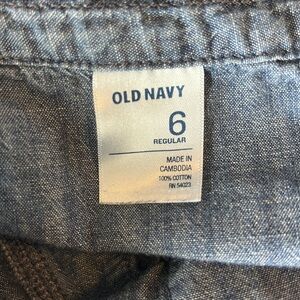 OLD NAVY
6
REGULAR
MADE IN
CAMBODIA
100% COTTON
RN 54023